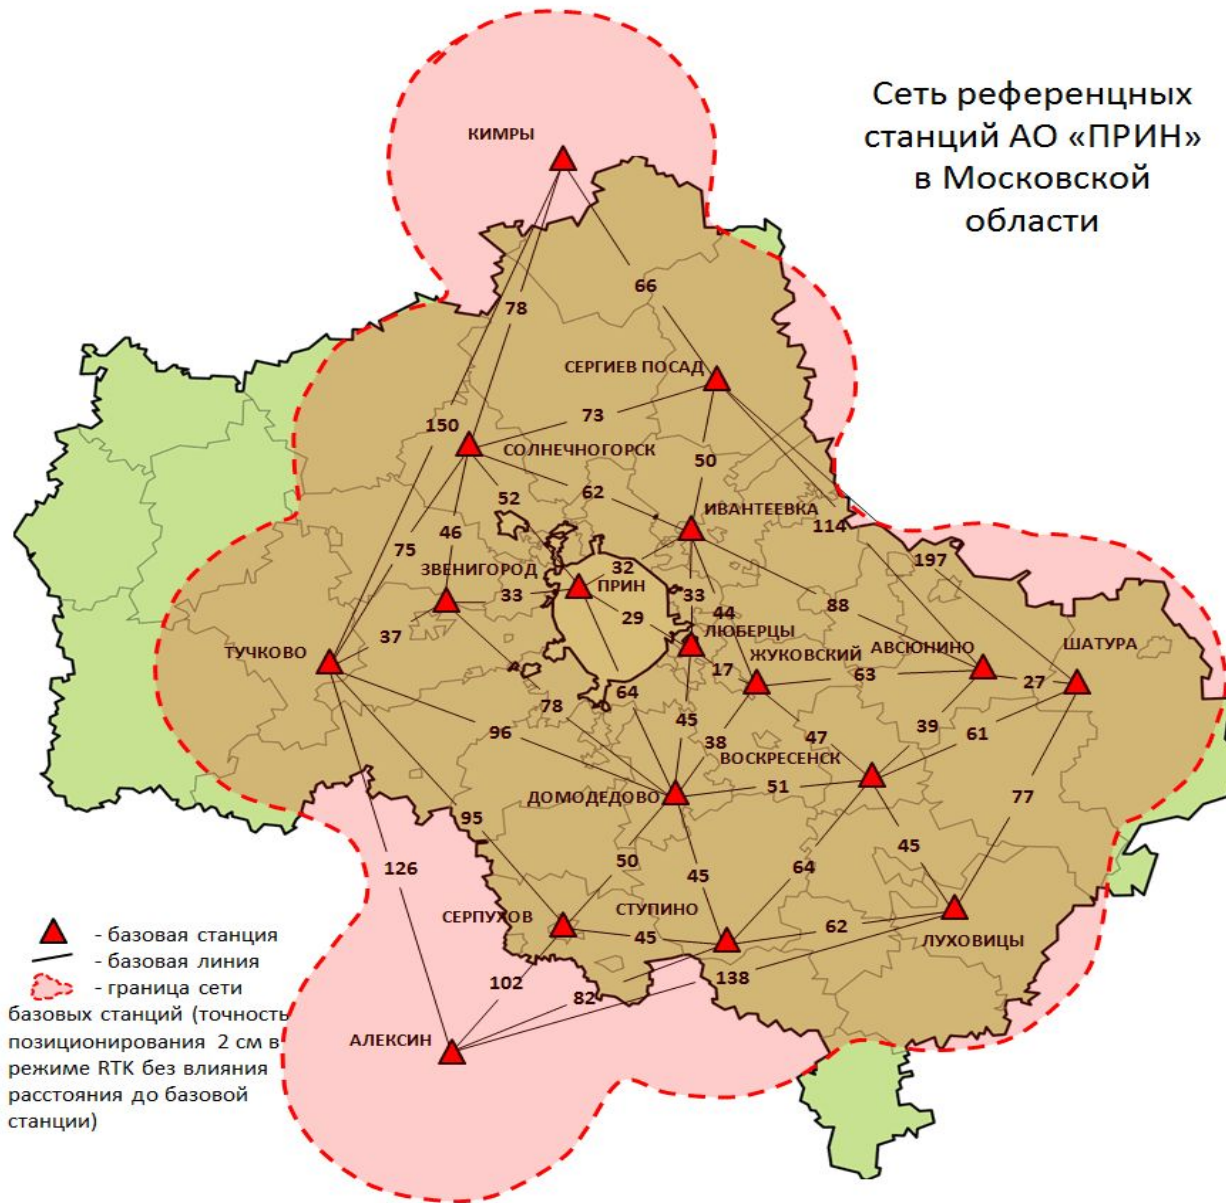 Сеть референцных
станций АО «ПРИН»
в Московской
области
КИМРЫ
78
66
СЕРГИЕВ ПОСАД
150
73
СОЛНЕЧНОГОРСК
50
52
62
ИВАНТЕЕВКА
114
46
75
ЗВЕНИГОРОД
32
ПРИН
197
33
33
44
88
29
37
ЛЮБЕРЦЫ
ТУЧКОВО
ЖУКОВСКИЙ
АВСЮНИНО
ШАТУРА
17
63
27
64
78
96
45
38
47
39
61
ВОСКРЕСЕНСК
51
ДОМОДЕДОВО
77
95
50
45
64
45
126
СЕРПУХОВ
СТУПИНО
45
62
ЛУХОВИЦЫ
102
82
138
АЛЕКСИН
- базовая станция
- базовая линия
- граница сети
базовых станций (точность
позиционирования 2 см в
режиме RTK без влияния
расстояния до базовой
станции)